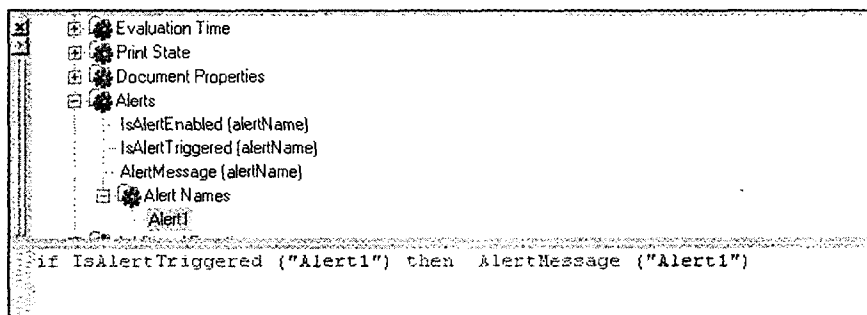 Evaluation Time
Print State
Document Properties
Alerts
IsAlertEnabled (alertName)
IsAlertTriggered (alertName)
AlertMessage (alertName)
Alert Names
Alert1
if IsAlertTriggered ("Alert1") then AlertMessage ("Alert1")